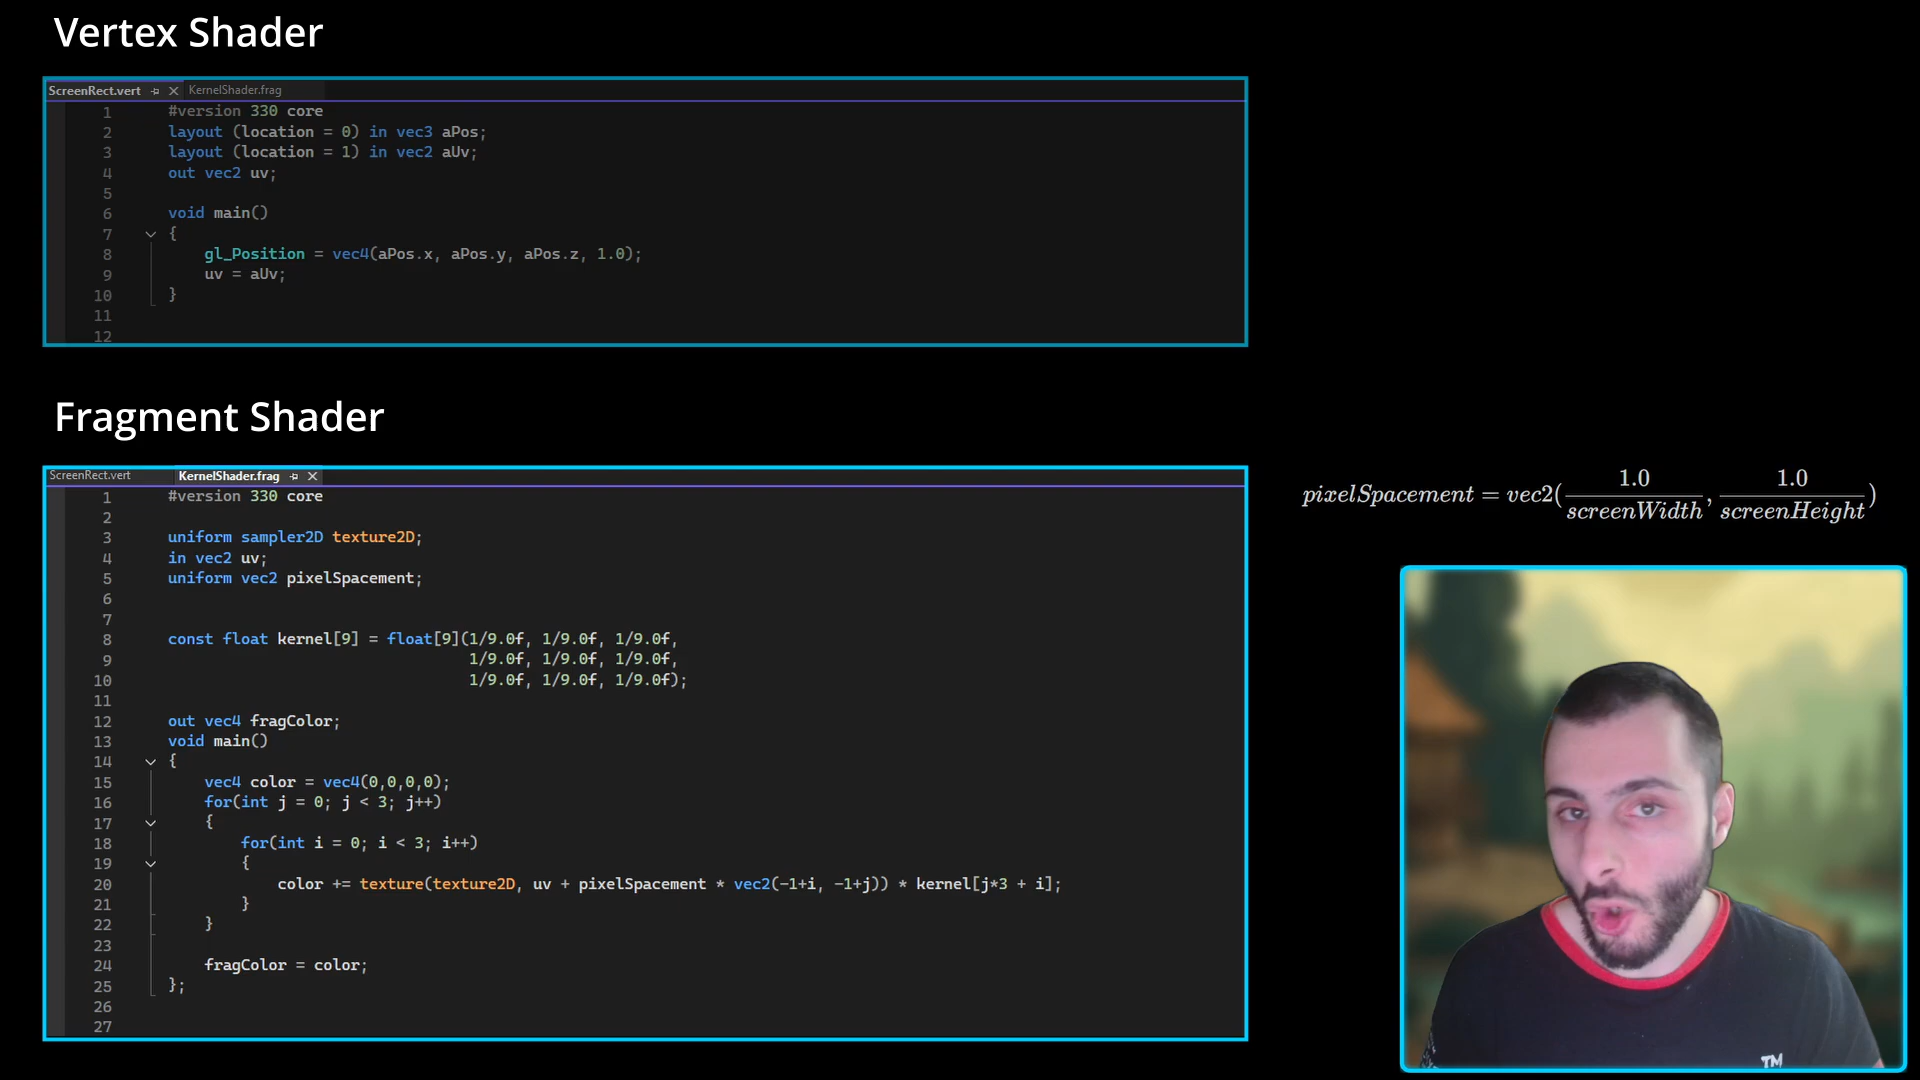 Vertex Shader
ScreenRect.vert KernelShader.frag
1 #version 330 core
2 layout (location = 0) in vec3 aPos;
3 layout (location = 1) in vec2 aUv;
4 out vec2 uv;
5
6 void main()
7 {
8 gl_Position = vec4(aPos.x, aPos.y, aPos.z, 1.0);
9 uv = aUv;
10 }
11
12
Fragment Shader
ScreenRect.vert KernelShader.frag
1 #version 330 core
2
3 uniform sampler2D texture2D;
4 in vec2 uv;
5 uniform vec2 pixelSpacement;
6
7
8 const float kernel[9] = float[9](1/9.0f, 1/9.0f, 1/9.0f,
9 1/9.0f, 1/9.0f, 1/9.0f,
10 1/9.0f, 1/9.0f, 1/9.0f);
11
12 out vec4 fragColor;
13 void main()
14 {
15 vec4 color = vec4(0,0,0,0);
16 for(int j = 0; j < 3; j++)
17 {
18 for(int i = 0; i < 3; i++)
19 {
20 color += texture(texture2D, uv + pixelSpacement * vec2(-1+i, -1+j)) * kernel[j*3 + i];
21 }
22 }
23
24 fragColor = color;
25 };
26
27
pixelSpacement = vec2(1.0/screenWidth, 1.0/screenHeight)
TM